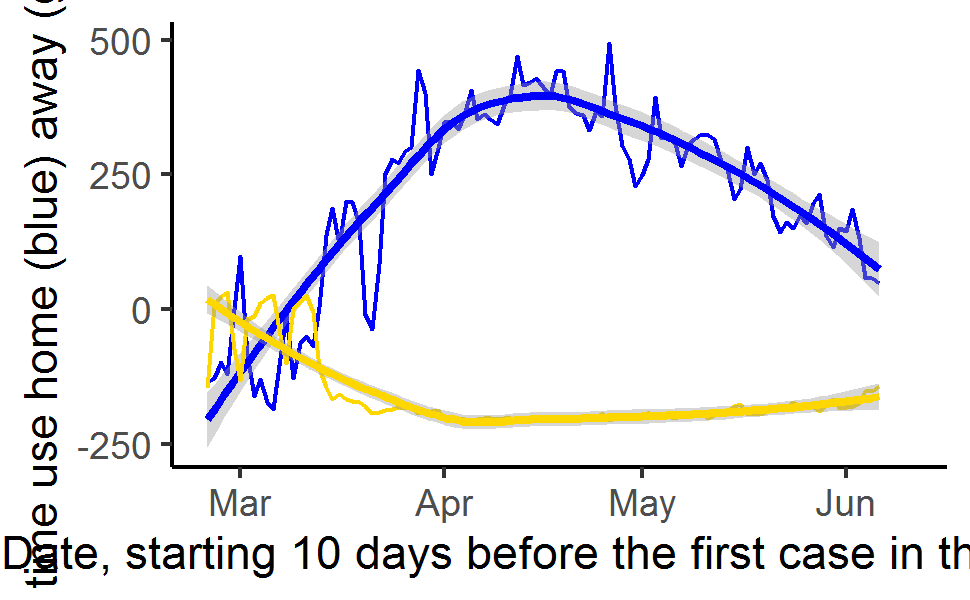 time use home (blue) away (
500
250
0
-250
Mar Apr May Jun
Date, starting 10 days before the first case in th